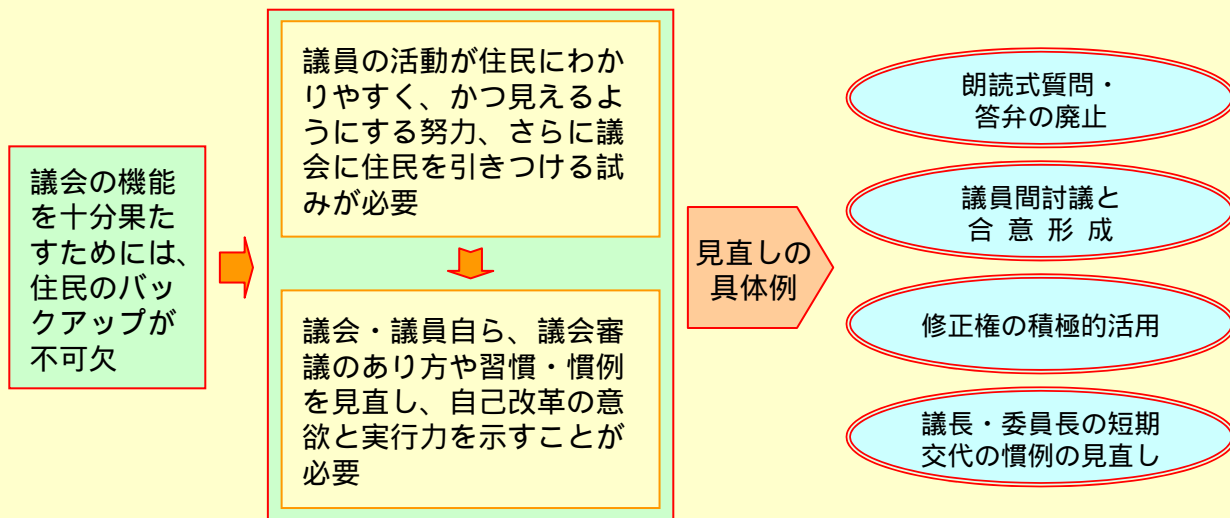 議会の機能
を十分果た
すためには、
住民のバッ
クアップが
不可欠
議員の活動が住民にわか
りやすく、かつ見えるよ
うにする努力、さらに議
会に住民を引きつける試
みが必要
議会・議員自ら、議会審
議のあり方や習慣・慣例
を見直し、自己改革の意
欲と実行力を示すことが
必要
見直しの
具体例
朗読式質問・
答弁の廃止
議員間討議と
合 意 形 成
修正権の積極的活用
議長・委員長の短期
交代の慣例の見直し